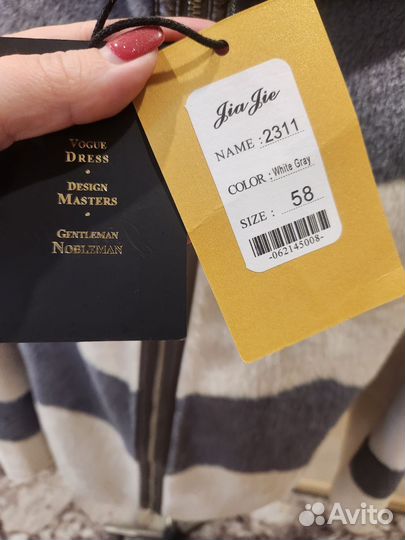 VOGUE
DRESS
•
DESIGN
MASTERS
•
GENTLEMAN
NOBLEMAN
Jia Jie
NAME : 2311
COLOR : White Gray
SIZE : 58
-062145008-
Avito